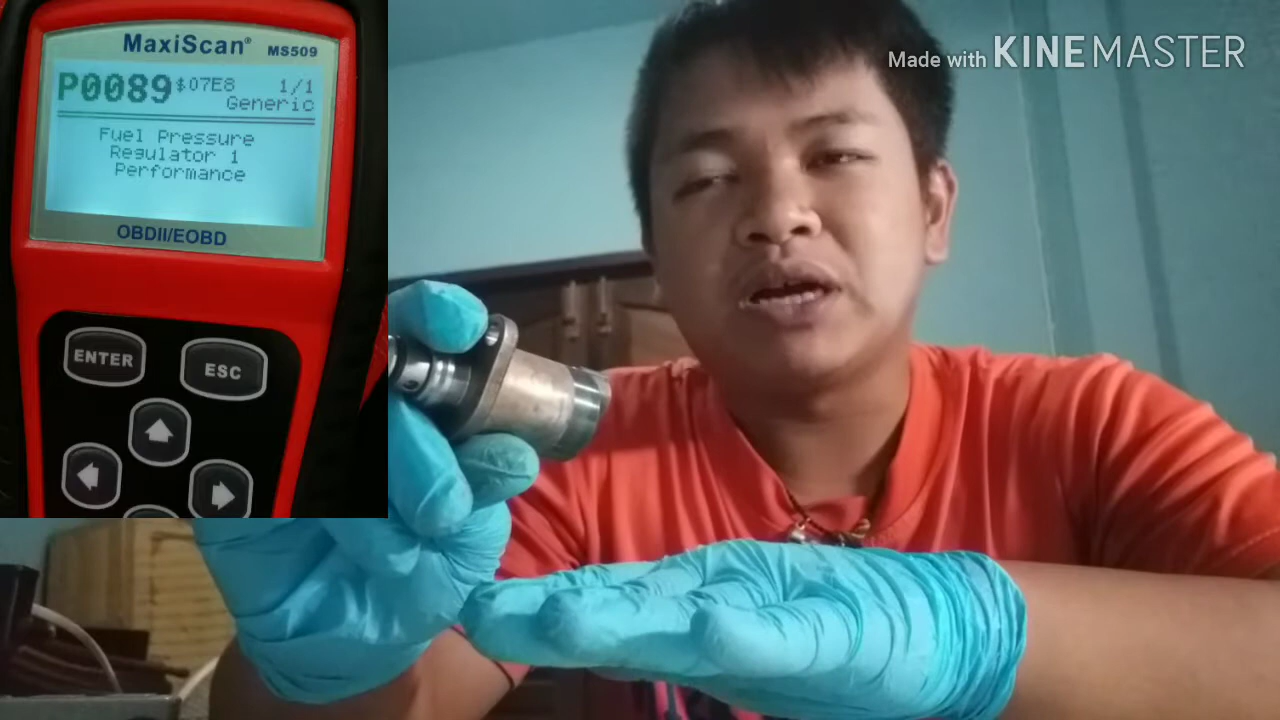 MaxiScan® MS509
P0089 $07E8 1/1
Generic
Fuel Pressure
Regulator 1
Performance
OBDII/EOBD
ENTER
ESC
Made with KINEMASTER